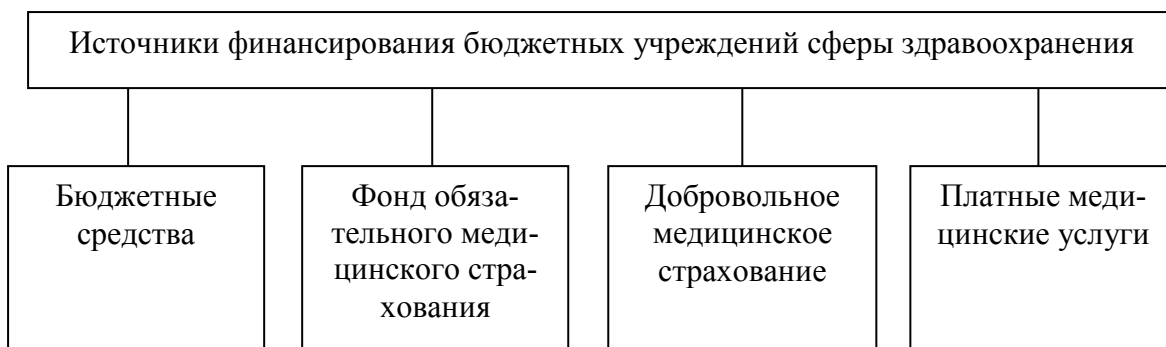 Источники финансирования бюджетных учреждений сферы здравоохранения
Бюджетные
средства
Фонд обяза-
тельного меди-
цинского стра-
хования
Добровольное
медицинское
страхование
Платные меди-
цинские услуги